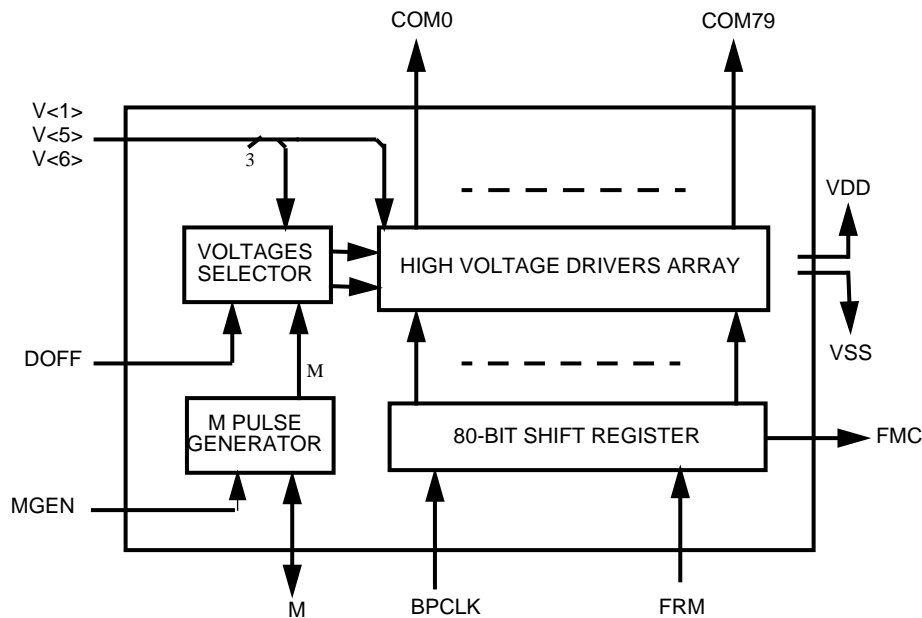 COM0
COM79
V<1>
V<5>
V<6>
3
VDD
VOLTAGES
SELECTOR
HIGH VOLTAGE DRIVERS ARRAY
VSS
DOFF
M
M PULSE
GENERATOR
80-BIT SHIFT REGISTER
FMC
MGEN
M
BPCLK
FRM